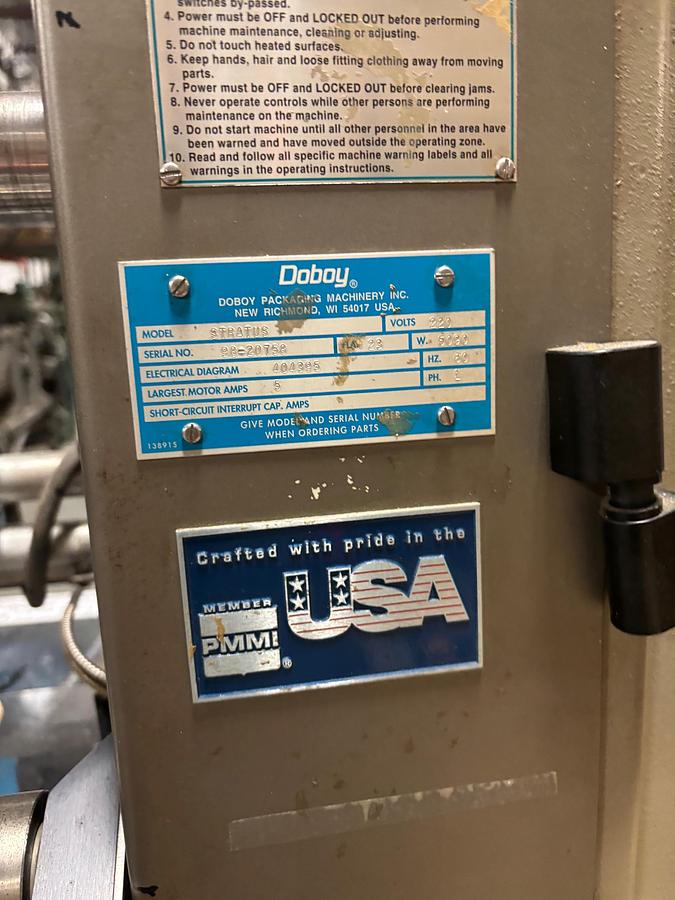 switches by-passed.
4. Power must be OFF and LOCKED OUT before performing
machine maintenance, cleaning or adjusting.
5. Do not touch heated surfaces.
6. Keep hands, hair and loose fitting clothing away from moving
parts.
7. Power must be OFF and LOCKED OUT before clearing jams.
8. Never operate controls while other persons are performing
maintenance on the machine.
9. Do not start machine until all other personnel in the area have
been warned and have moved outside the operating zone.
10. Read and follow all specific machine warning labels and all
warnings in the operating instructions.
Doboy®
DOBOY PACKAGING MACHINERY INC.
NEW RICHMOND, WI 54017 USA
MODEL STRATUS VOLTS 220
SERIAL NO. FLA. 23 W.
ELECTRICAL DIAGRAM 404305 HZ. 60
LARGEST MOTOR AMPS 5 PH. 1
SHORT-CIRCUIT INTERRUPT CAP. AMPS
GIVE MODEL AND SERIAL NUMBER
WHEN ORDERING PARTS
138915
Crafted with pride in the
USA
MEMBER
PMMI®